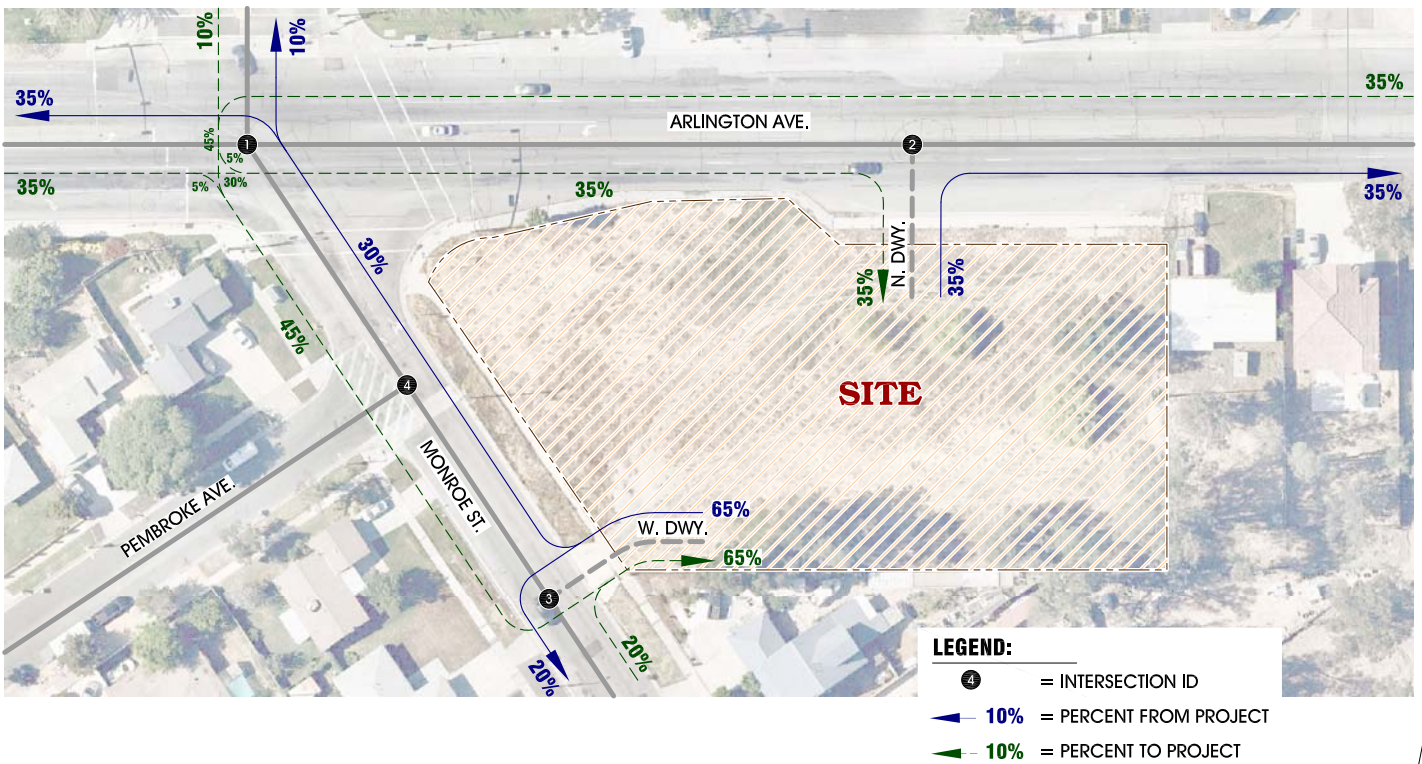 10%
10%
35%
35%
ARLINGTON AVE.
45%
1
5%
2
5%
30%
35%
35%
35%
N. DWY.
30%
35%
35%
45%
4
SITE
MONROE ST.
PEMBROKE AVE.
65%
W. DWY.
65%
3
20%
20%
LEGEND:
4 = INTERSECTION ID
10% = PERCENT FROM PROJECT
10% = PERCENT TO PROJECT